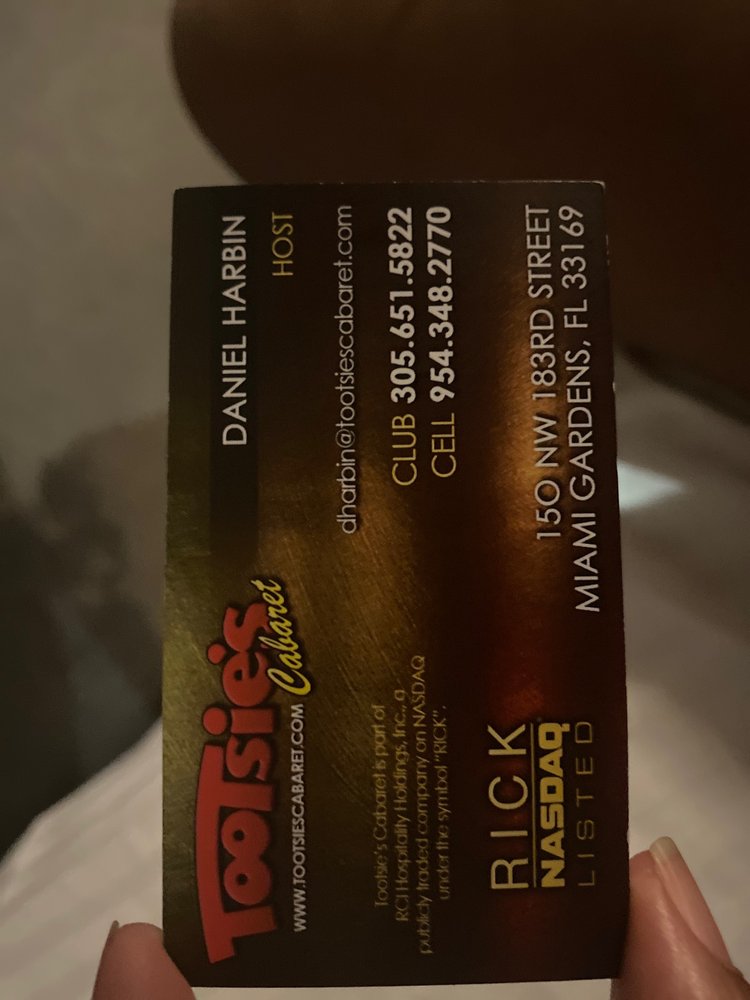 Tootsie's
Cabaret
WWW.TOOTSIESCABARET.COM
DANIEL HARBIN
HOST
dharbin@tootsiescabaret.com
CLUB 305.651.5822
CELL 954.348.2770
Tootsie's Cabaret is part of
RCI Hospitality Holdings, Inc., a
publicly traded company on NASDAQ
under the symbol "RICK".
RICK
NASDAQ
LISTED
150 NW 183RD STREET
MIAMI GARDENS, FL 33169